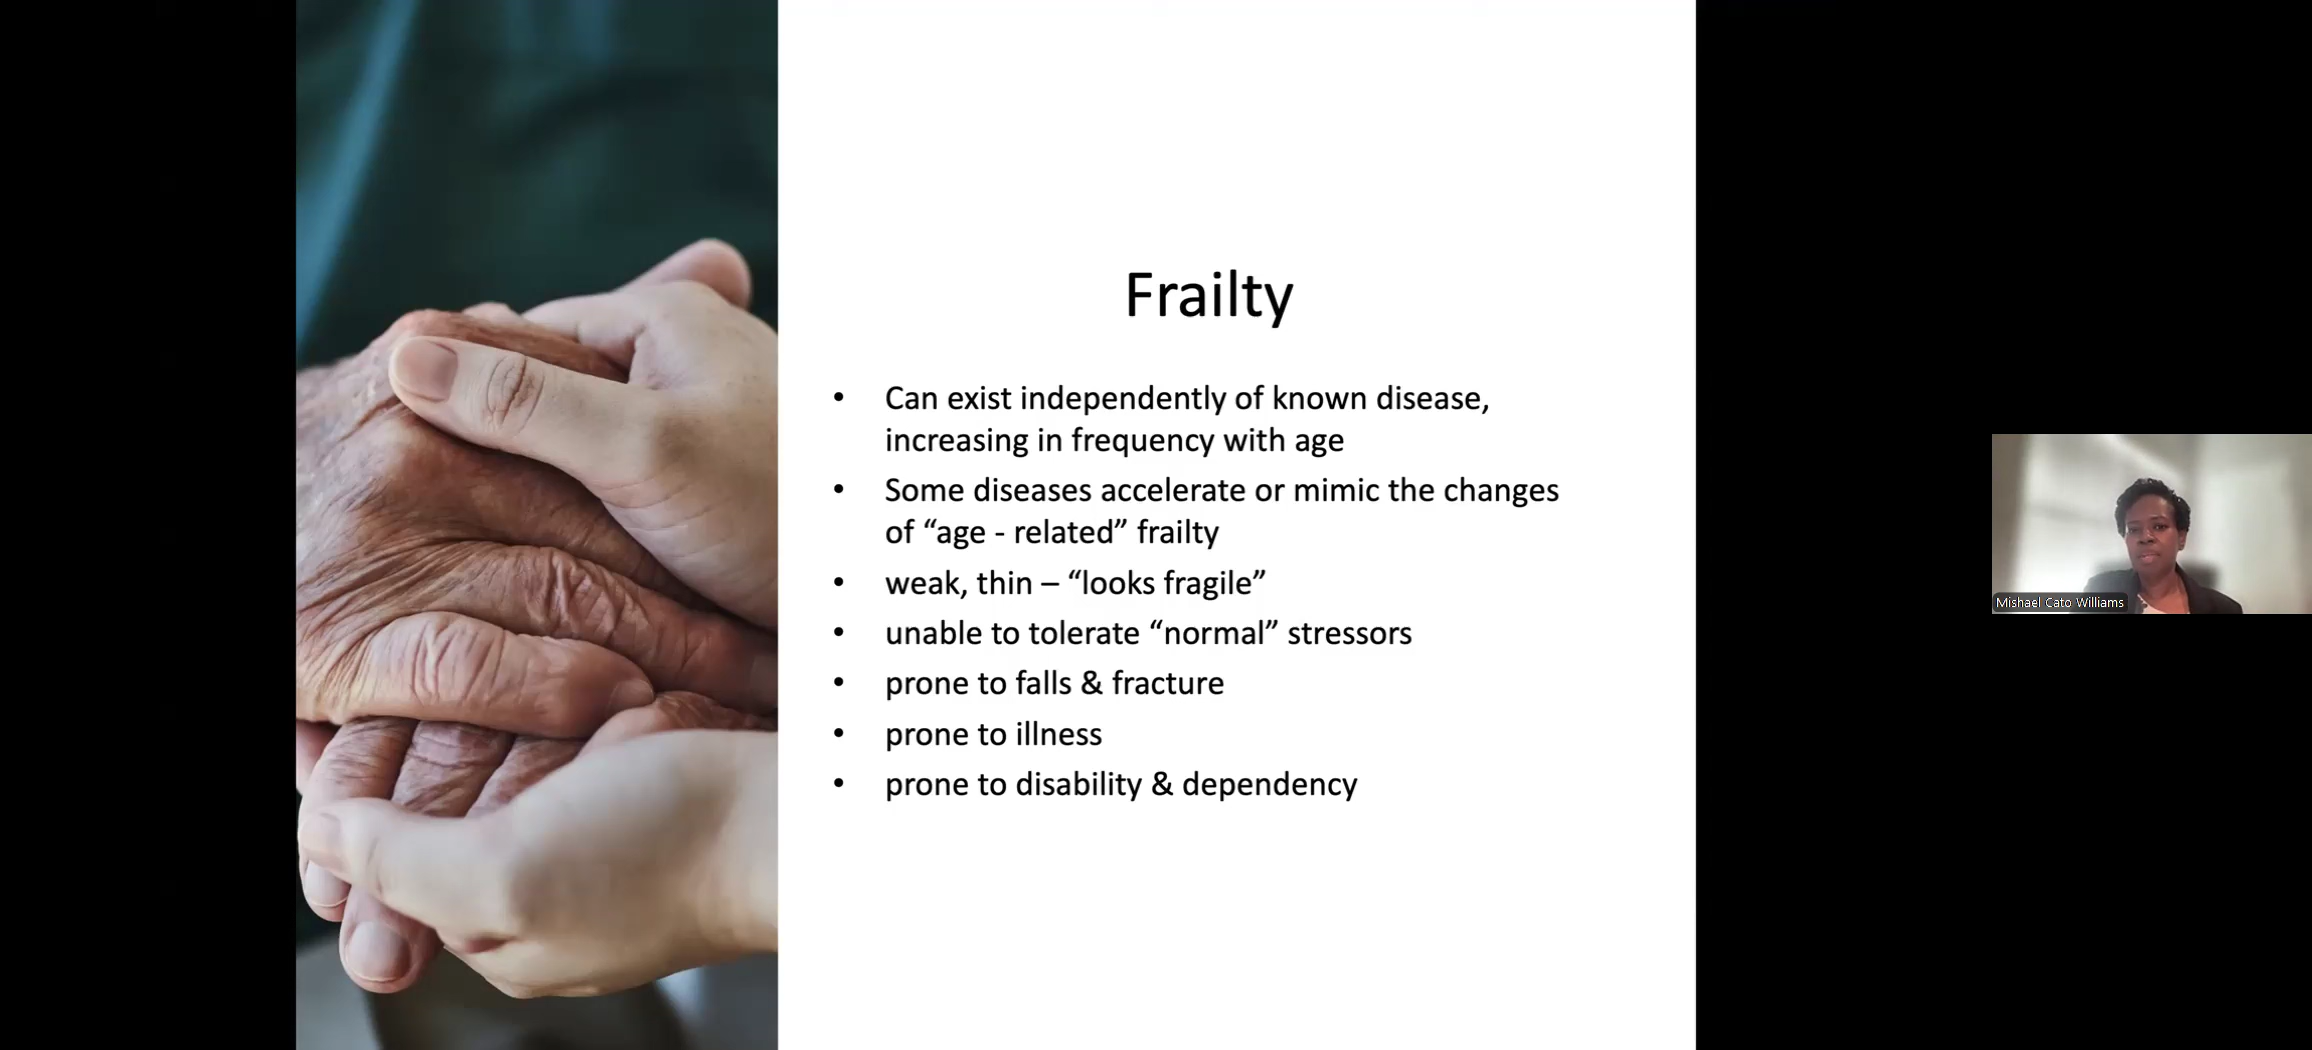 Frailty
• Can exist independently of known disease,
increasing in frequency with age
• Some diseases accelerate or mimic the changes
of “age - related” frailty
• weak, thin – “looks fragile”
• unable to tolerate “normal” stressors
• prone to falls & fracture
• prone to illness
• prone to disability & dependency
Mishael Cato Williams